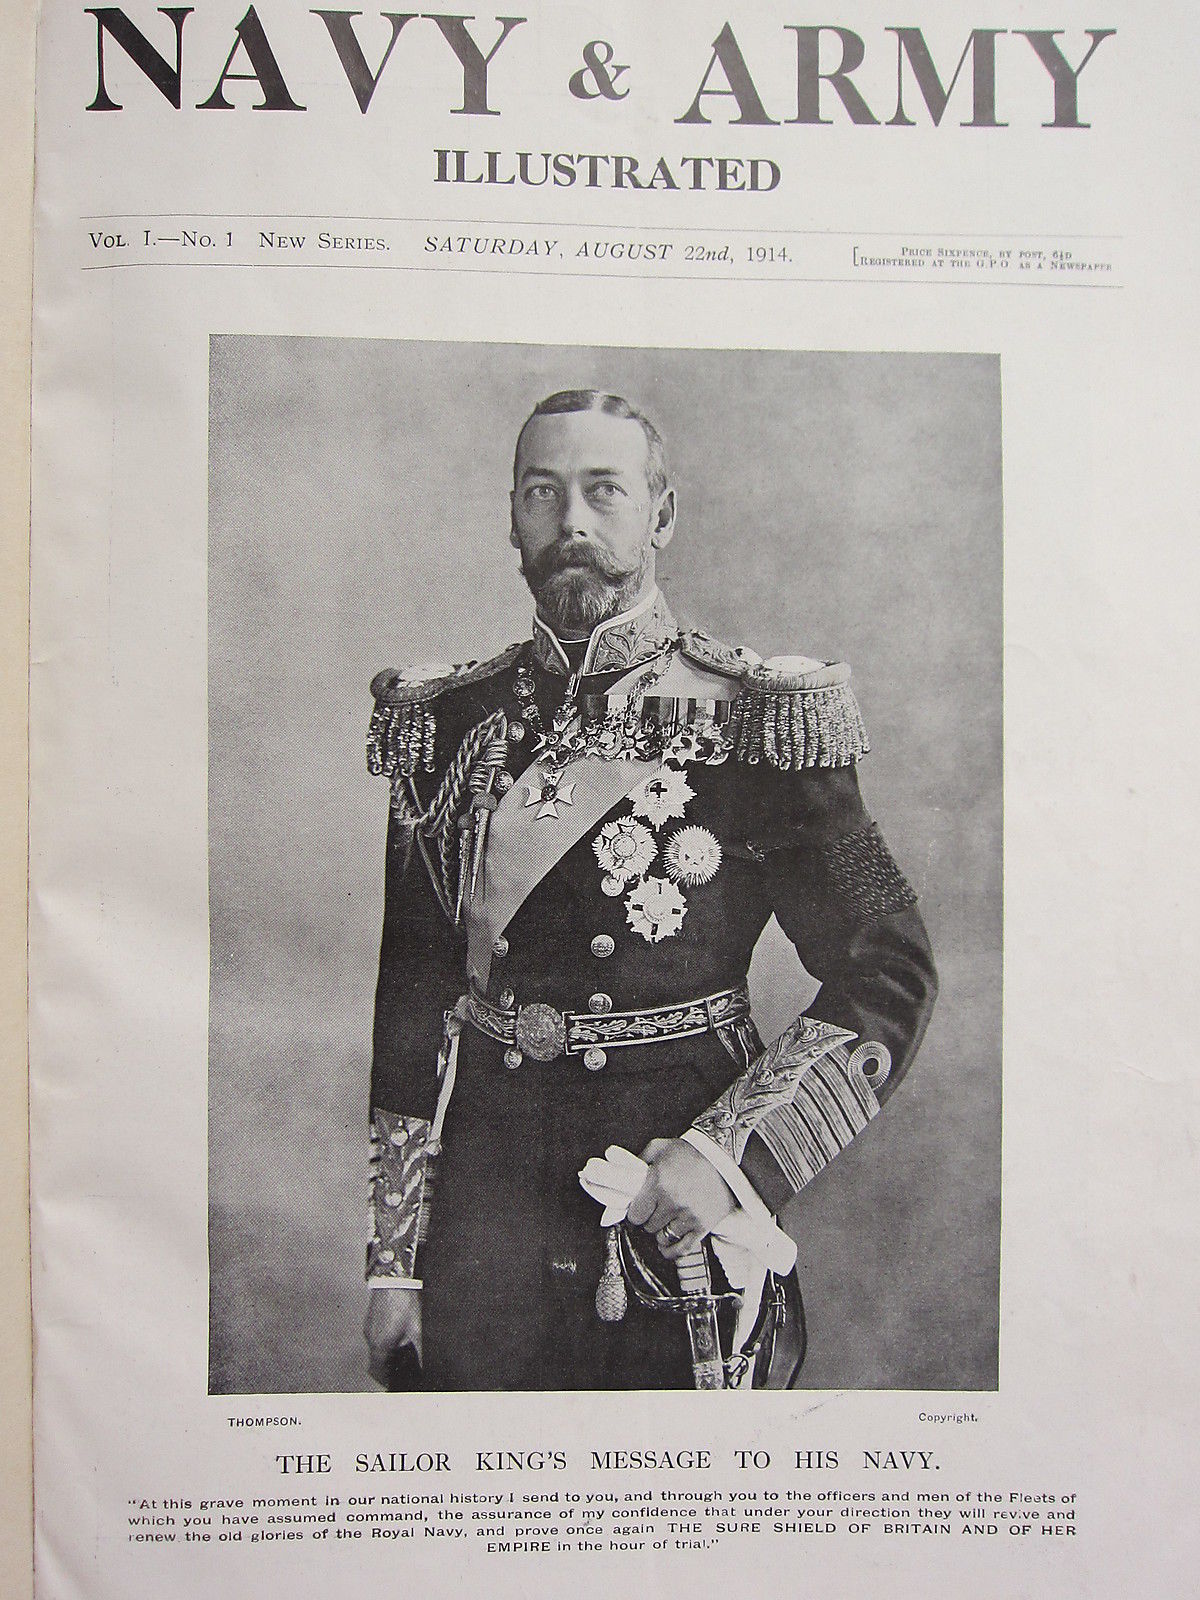 NAVY & ARMY
ILLUSTRATED
VOL. I.—No. 1 NEW SERIES. SATURDAY, AUGUST 22nd, 1914. [PRICE SIXPENCE, BY POST, 6½D
REGISTERED AT THE G.P.O. AS A NEWSPAPER
THOMPSON. Copyright.
THE SAILOR KING'S MESSAGE TO HIS NAVY.
"At this grave moment in our national history I send to you, and through you to the officers and men of the Fleets of
which you have assumed command, the assurance of my confidence that under your direction they will revive and
renew the old glories of the Royal Navy, and prove once again THE SURE SHIELD OF BRITAIN AND OF HER
EMPIRE in the hour of trial."